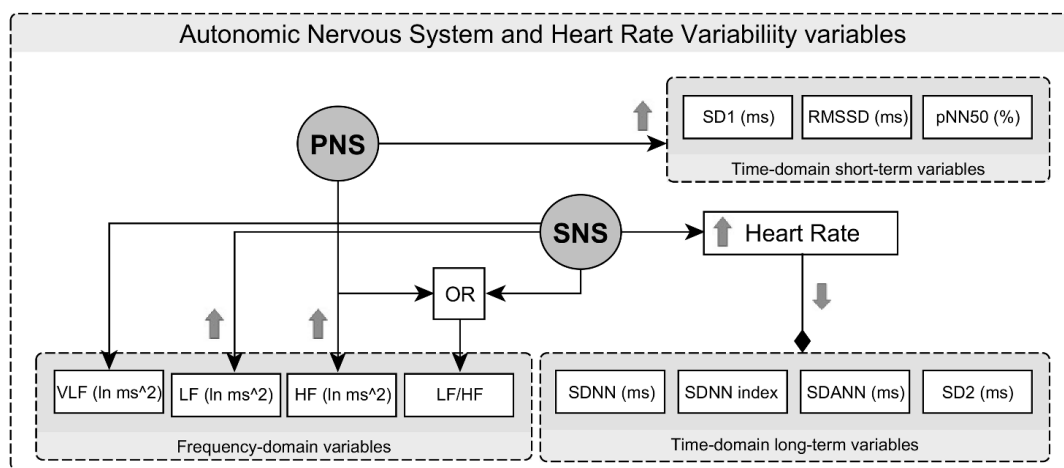 Autonomic Nervous System and Heart Rate Variabiliity variables
SD1 (ms)
RMSSD (ms)
pNN50 (%)
Time-domain short-term variables
PNS
SNS
Heart Rate
OR
VLF (ln ms^2)
LF (ln ms^2)
HF (ln ms^2)
LF/HF
Frequency-domain variables
SDNN (ms)
SDNN index
SDANN (ms)
SD2 (ms)
Time-domain long-term variables